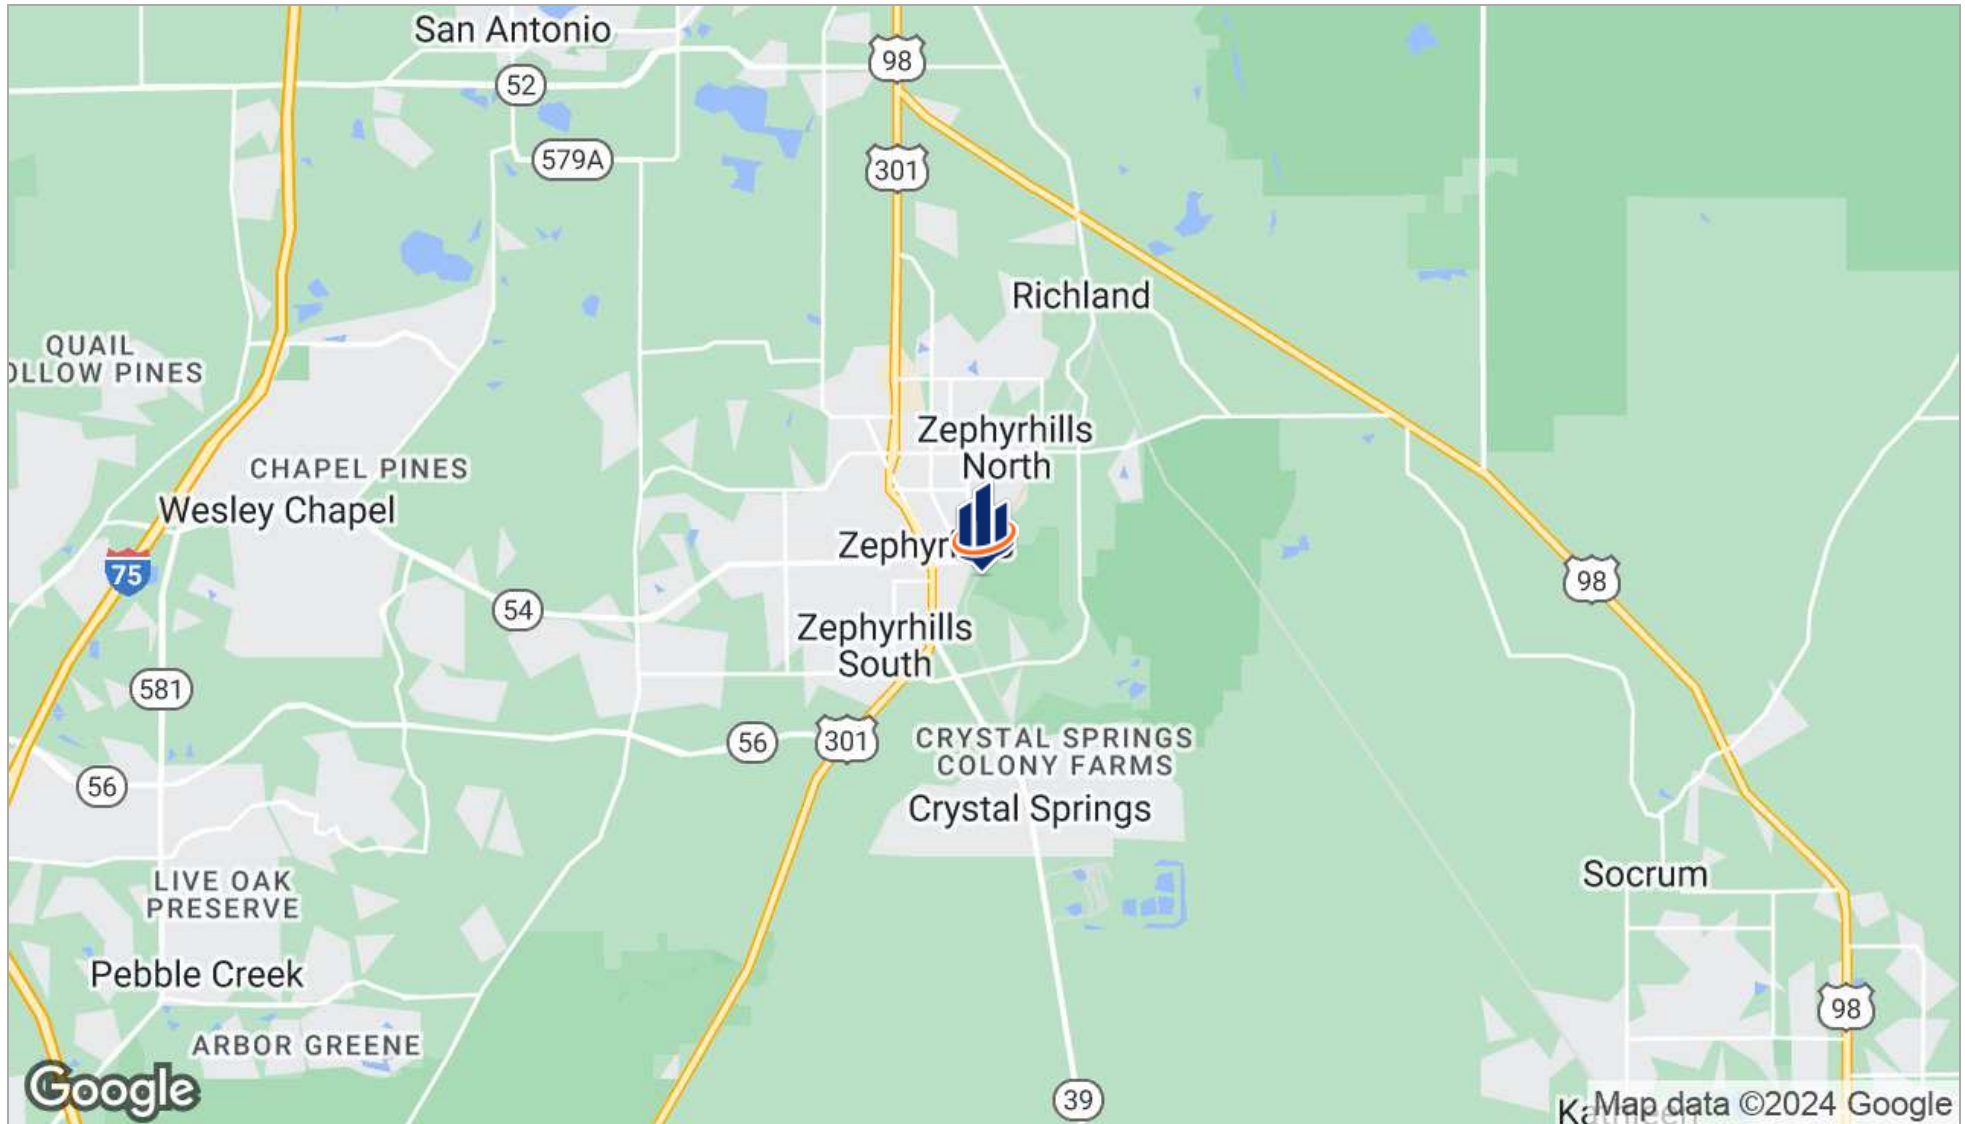 San Antonio
98
52
579A
301
Richland
QUAIL
OLLOW PINES
Zephyrhills
North
CHAPEL PINES
Wesley Chapel
75
98
54
Zephyrhills
South
581
56
301
CRYSTAL SPRINGS
COLONY FARMS
56
Crystal Springs
LIVE OAK
PRESERVE
Socrum
Pebble Creek
98
ARBOR GREENE
Google
39
Map data ©2024 Google